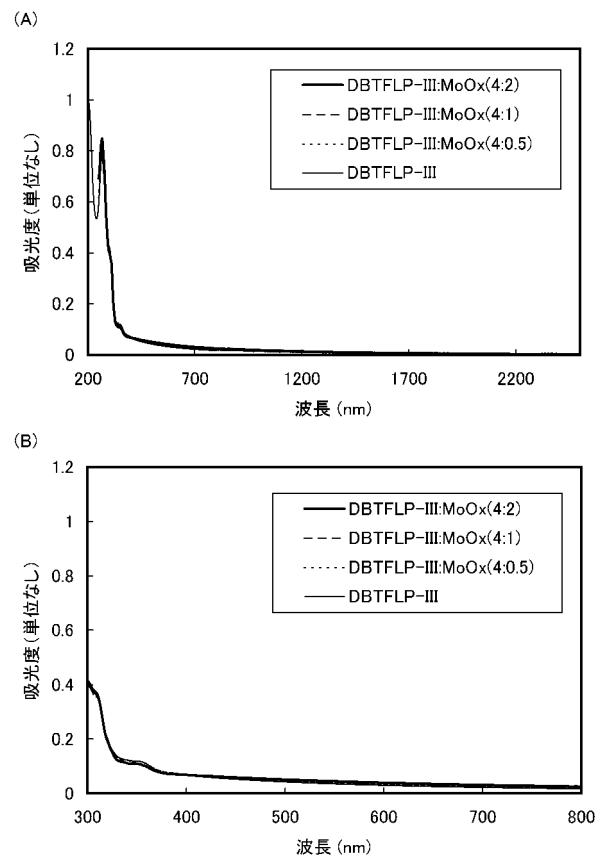 (A)
1.2
1
0.8
0.6
0.4
0.2
0
吸光度(単位なし)
DBTFLP-III:MoOx(4:2)
DBTFLP-III:MoOx(4:1)
DBTFLP-III:MoOx(4:0.5)
DBTFLP-III
200 700 1200 1700 2200
波長 (nm)
(B)
1.2
1
0.8
0.6
0.4
0.2
0
吸光度(単位なし)
DBTFLP-III:MoOx(4:2)
DBTFLP-III:MoOx(4:1)
DBTFLP-III:MoOx(4:0.5)
DBTFLP-III
300 400 500 600 700 800
波長 (nm)